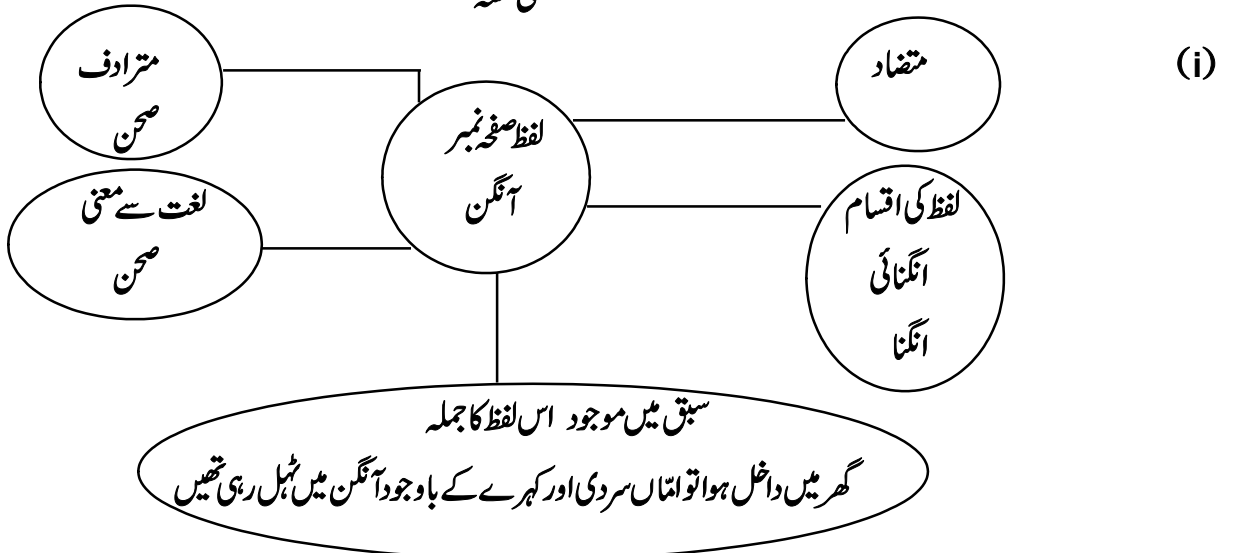 (i)
متضاد
مترادف
صحن
لفظ صفحہ نمبر
آنگن
لفظ کی اقسام
انگنائی
انگنا
لغت سے معنی
صحن
سبق میں موجود اس لفظ کا جملہ
گھر میں داخل ہوا تو امّاں سردی اور کہرے کے باوجود آنگن میں ٹہل رہی تھیں